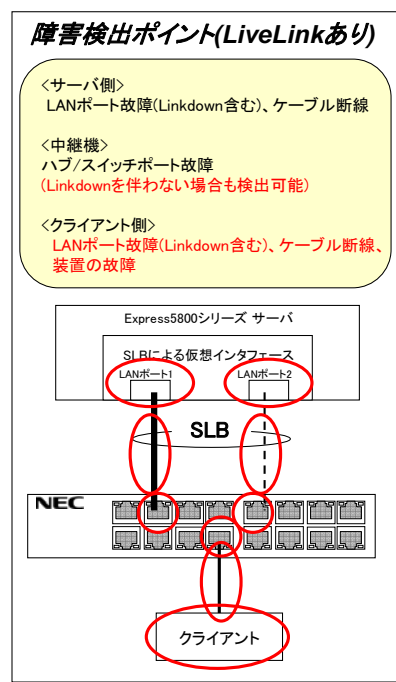 障害検出ポイント(LiveLinkあり)
<サーバ側>
LANポート故障(Linkdown含む)、ケーブル断線
<中継機>
ハブ/スイッチポート故障
(Linkdownを伴わない場合も検出可能)
<クライアント側>
LANポート故障(Linkdown含む)、ケーブル断線、
装置の故障
Express5800シリーズ サーバ
SLBによる仮想インタフェース
LANポート1
LANポート2
SLB
NEC
クライアント